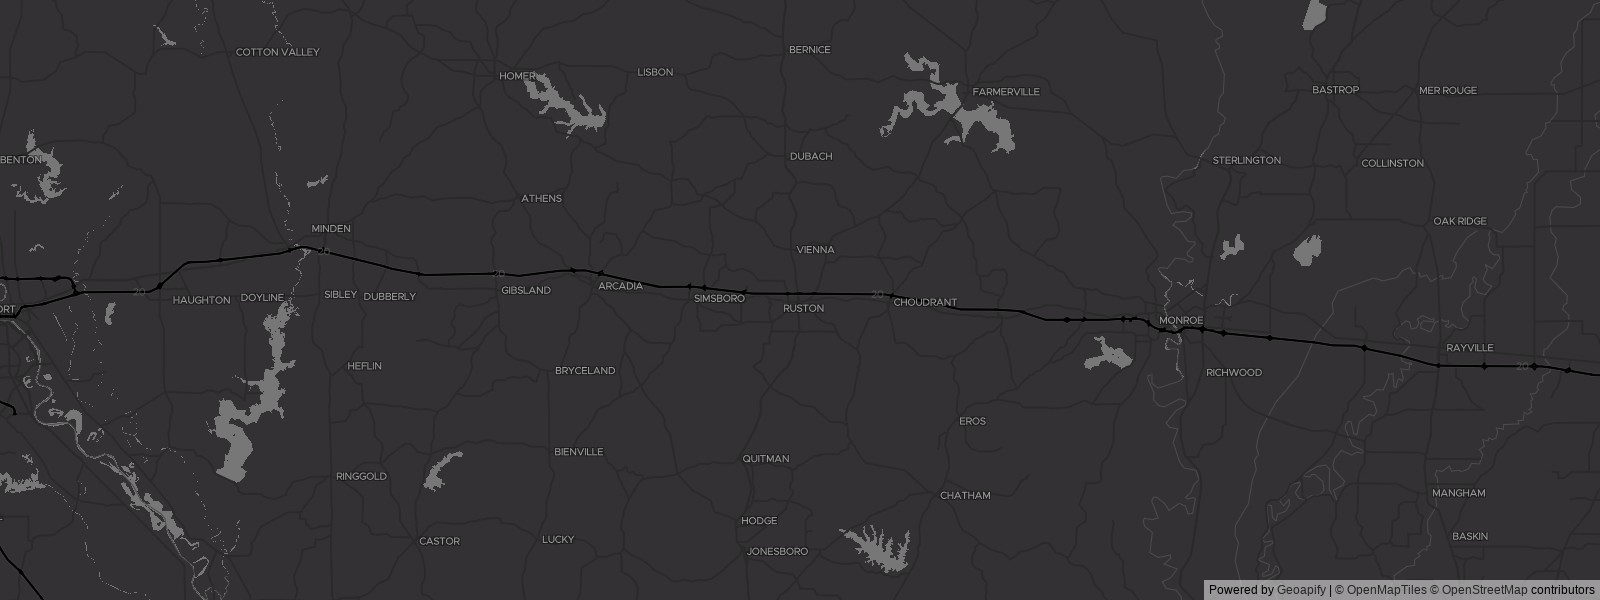 BERNICE
COTTON VALLEY
LISBON
HOMER
BASTROP
MER ROUGE
FARMERVILLE
DUBACH
BENTON
STERLINGTON
COLLINSTON
ATHENS
OAK RIDGE
MINDEN
VIENNA
20
20
20
20
GIBSLAND
ARCADIA
SIMSBORO
SIBLEY
DUBBERLY
DOYLINE
HAUGHTON
CHOUDRANT
RUSTON
ORT
MONROE
RAYVILLE
20
HEFLIN
BRYCELAND
RICHWOOD
EROS
BIENVILLE
QUITMAN
RINGGOLD
CHATHAM
MANGHAM
HODGE
BASKIN
LUCKY
CASTOR
JONESBORO
Powered by Geoapify | © OpenMapTiles © OpenStreetMap contributors